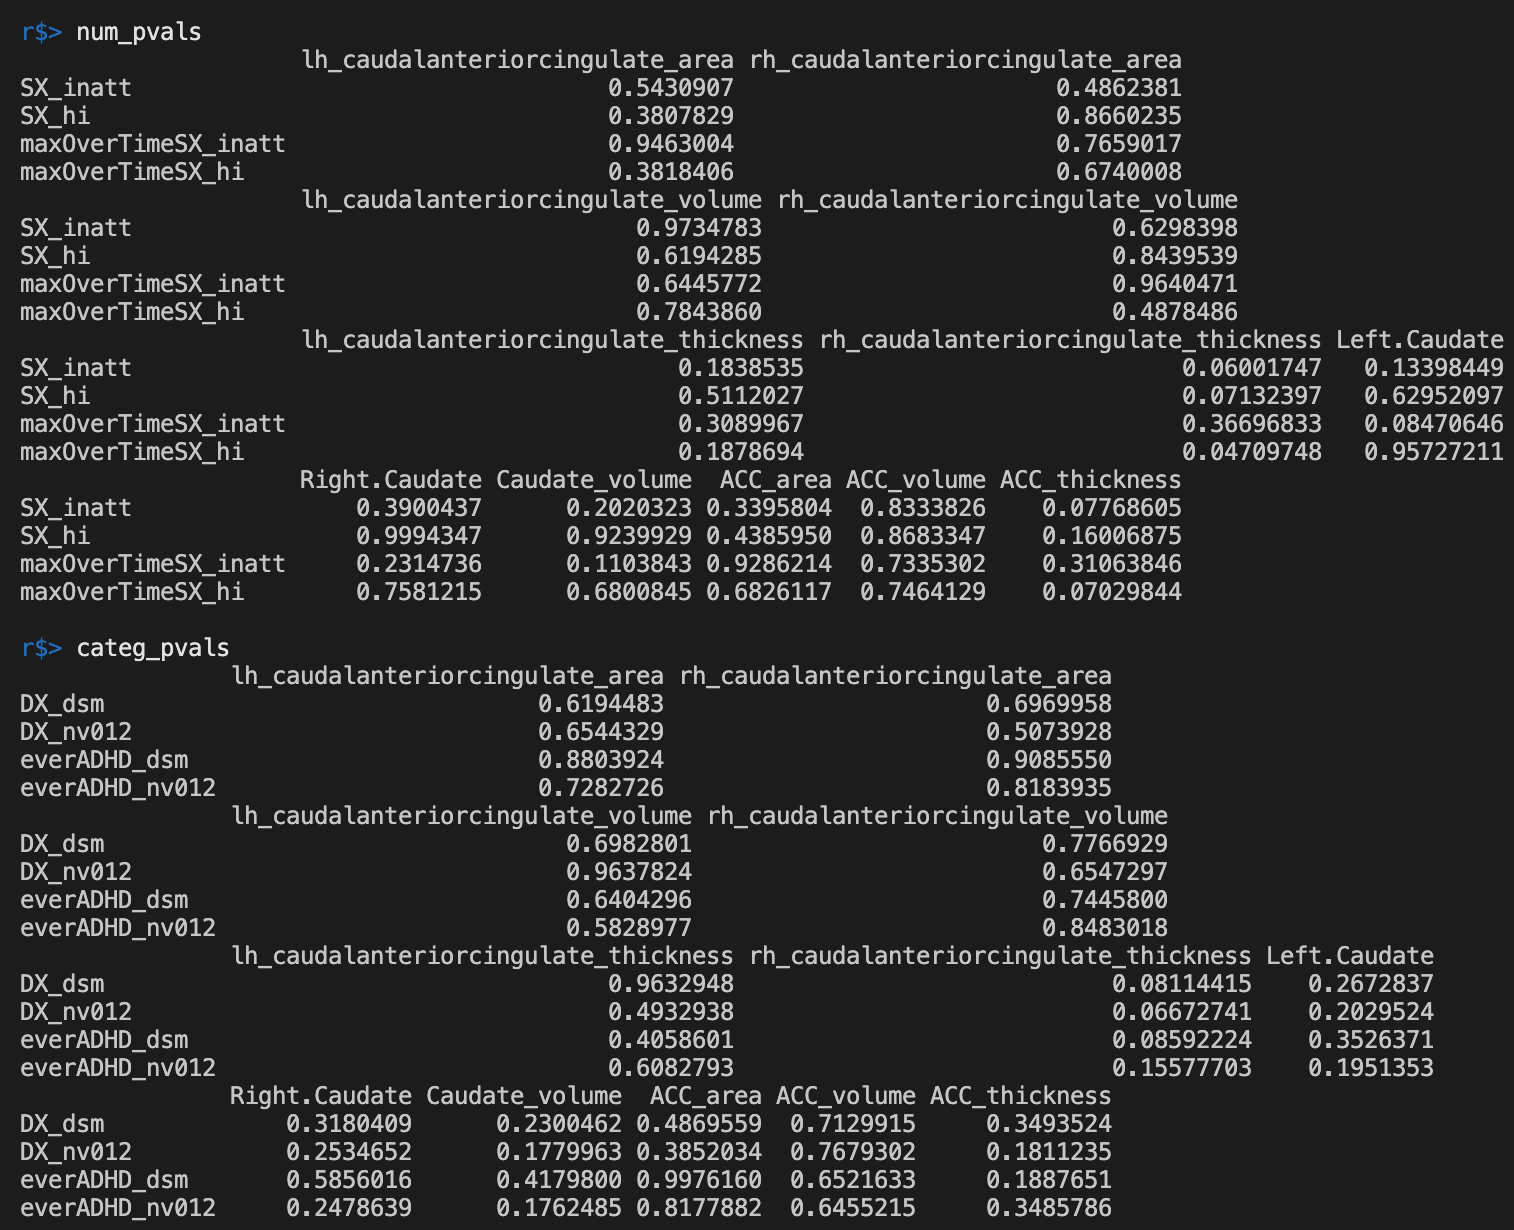 r$> num_pvals
lh_caudalanteriorcingulate_area rh_caudalanteriorcingulate_area
SX_inatt 0.5430907 0.4862381
SX_hi 0.3807829 0.8660235
maxOverTimeSX_inatt 0.9463004 0.7659017
maxOverTimeSX_hi 0.3818406 0.6740008
lh_caudalanteriorcingulate_volume rh_caudalanteriorcingulate_volume
SX_inatt 0.9734783 0.6298398
SX_hi 0.6194285 0.8439539
maxOverTimeSX_inatt 0.6445772 0.9640471
maxOverTimeSX_hi 0.7843860 0.4878486
lh_caudalanteriorcingulate_thickness rh_caudalanteriorcingulate_thickness Left.Caudate
SX_inatt 0.1838535 0.06001747 0.13398449
SX_hi 0.5112027 0.07132397 0.62952097
maxOverTimeSX_inatt 0.3089967 0.36696833 0.08470646
maxOverTimeSX_hi 0.1878694 0.04709748 0.95727211
Right.Caudate Caudate_volume ACC_area ACC_volume ACC_thickness
SX_inatt 0.3900437 0.2020323 0.3395804 0.8333826 0.07768605
SX_hi 0.9994347 0.9239929 0.4385950 0.8683347 0.16006875
maxOverTimeSX_inatt 0.2314736 0.1103843 0.9286214 0.7335302 0.31063846
maxOverTimeSX_hi 0.7581215 0.6800845 0.6826117 0.7464129 0.07029844
r$> categ_pvals
lh_caudalanteriorcingulate_area rh_caudalanteriorcingulate_area
DX_dsm 0.6194483 0.6969958
DX_nv012 0.6544329 0.5073928
everADHD_dsm 0.8803924 0.9085550
everADHD_nv012 0.7282726 0.8183935
lh_caudalanteriorcingulate_volume rh_caudalanteriorcingulate_volume
DX_dsm 0.6982801 0.7766929
DX_nv012 0.9637824 0.6547297
everADHD_dsm 0.6404296 0.7445800
everADHD_nv012 0.5828977 0.8483018
lh_caudalanteriorcingulate_thickness rh_caudalanteriorcingulate_thickness Left.Caudate
DX_dsm 0.9632948 0.08114415 0.2672837
DX_nv012 0.4932938 0.06672741 0.2029524
everADHD_dsm 0.4058601 0.08592224 0.3526371
everADHD_nv012 0.6082793 0.15577703 0.1951353
Right.Caudate Caudate_volume ACC_area ACC_volume ACC_thickness
DX_dsm 0.3180409 0.2300462 0.4869559 0.7129915 0.3493524
DX_nv012 0.2534652 0.1779963 0.3852034 0.7679302 0.1811235
everADHD_dsm 0.5856016 0.4179800 0.9976160 0.6521633 0.1887651
everADHD_nv012 0.2478639 0.1762485 0.8177882 0.6455215 0.3485786